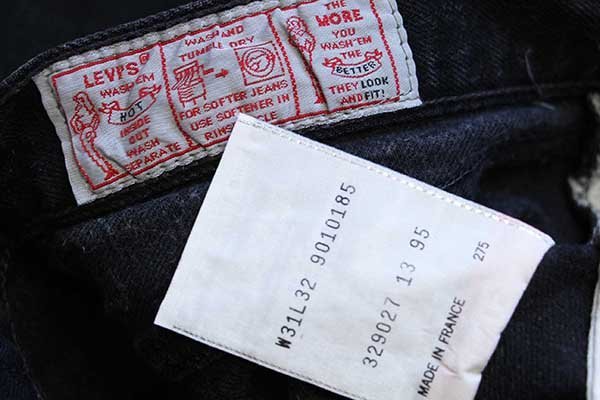 LEVI'S®
WASH'EM
HOT
INSIDE
OUT
WASH
SEPARATE
WASH AND
TUMBLE DRY
FOR SOFTER JEANS
USE SOFTENER IN
RINSE CYCLE
THE
MORE
YOU
WASH'EM
THE
BETTER
THEY LOOK
AND FIT!
W31L32 9010185
329027 13 95
MADE IN FRANCE 275